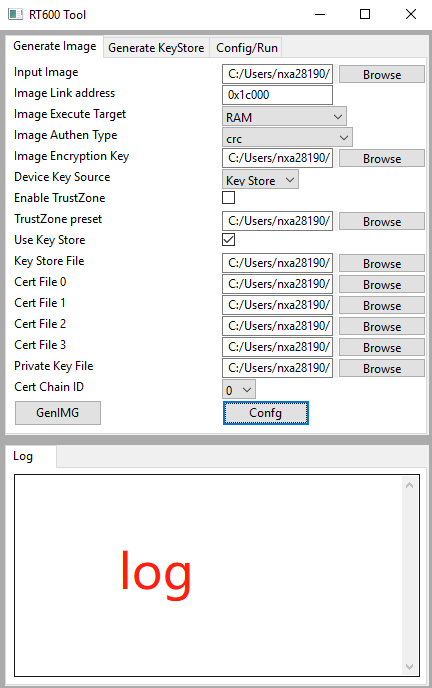 RT600 Tool
Generate Image Generate KeyStore Config/Run
Input Image C:/Users/nxa28190/ Browse
Image Link address 0x1c000
Image Execute Target RAM
Image Authen Type crc
Image Encryption Key C:/Users/nxa28190/ Browse
Device Key Source Key Store
Enable TrustZone
TrustZone preset C:/Users/nxa28190/ Browse
Use Key Store
Key Store File C:/Users/nxa28190/ Browse
Cert File 0 C:/Users/nxa28190/ Browse
Cert File 1 C:/Users/nxa28190/ Browse
Cert File 2 C:/Users/nxa28190/ Browse
Cert File 3 C:/Users/nxa28190/ Browse
Private Key File C:/Users/nxa28190/ Browse
Cert Chain ID 0
GenIMG Confg
Log
log